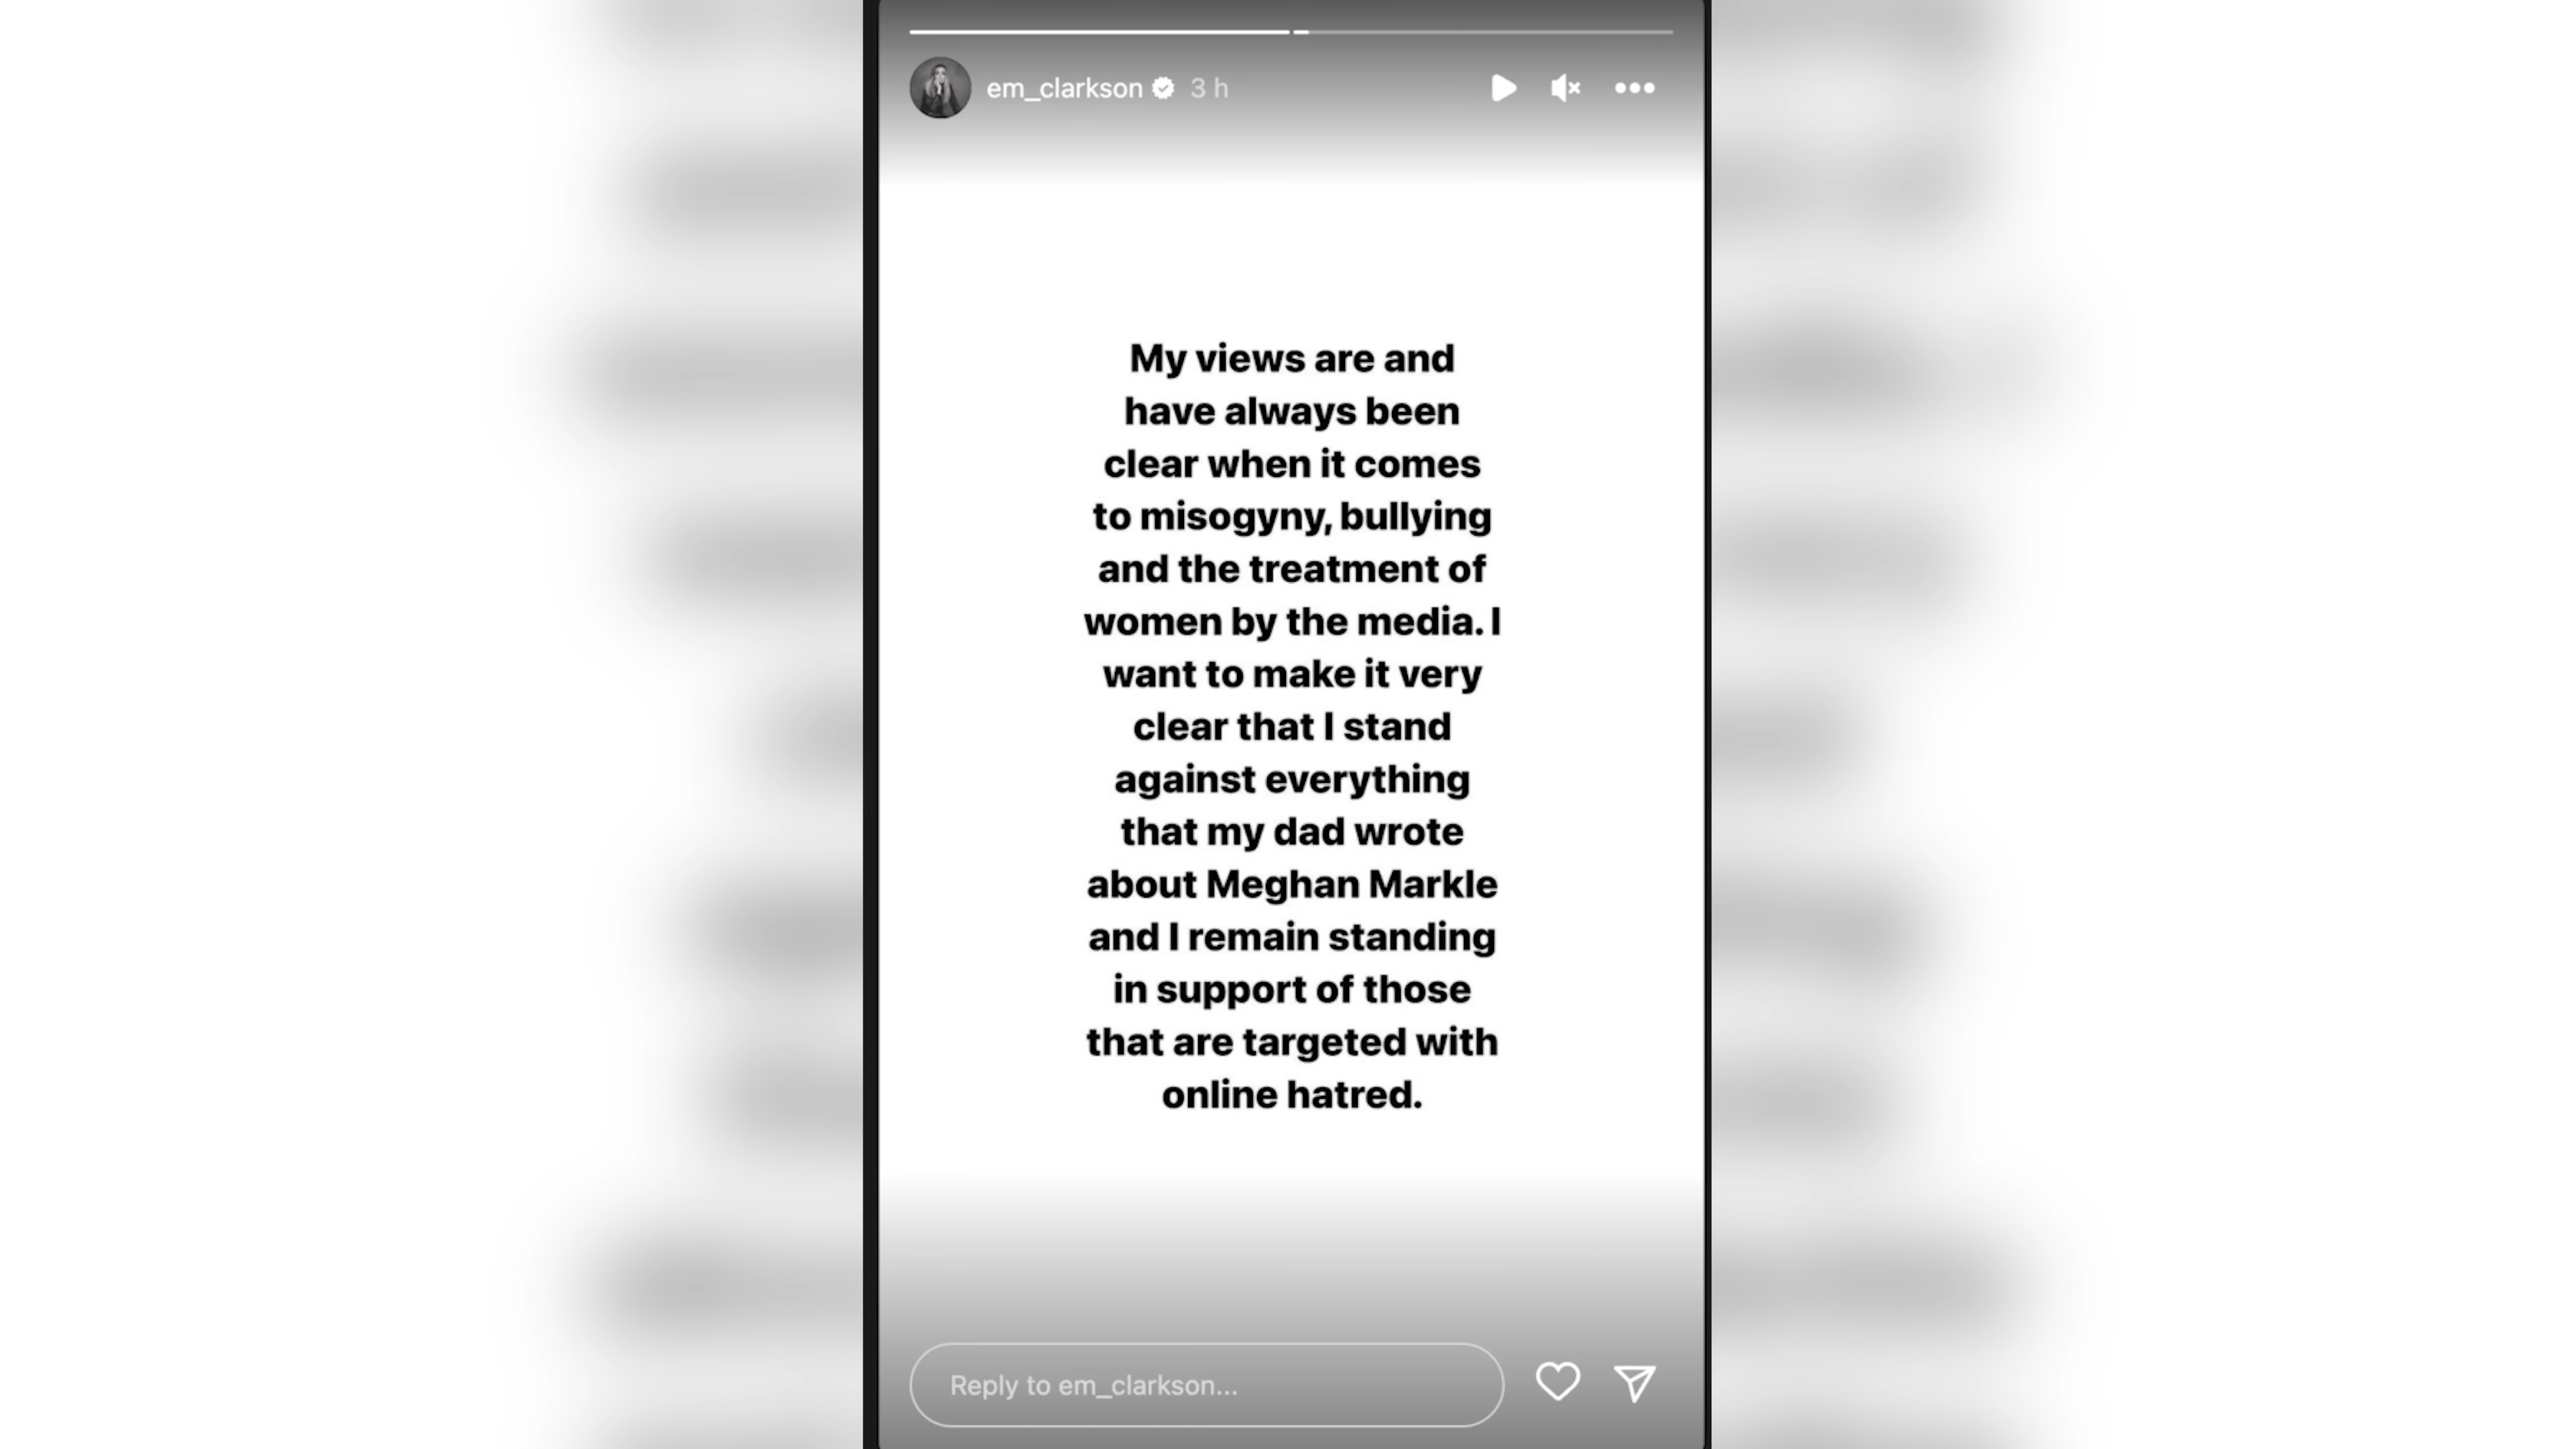 em_clarkson 3 h
My views are and
have always been
clear when it comes
to misogyny, bullying
and the treatment of
women by the media. I
want to make it very
clear that I stand
against everything
that my dad wrote
about Meghan Markle
and I remain standing
in support of those
that are targeted with
online hatred.
Reply to em_clarkson...